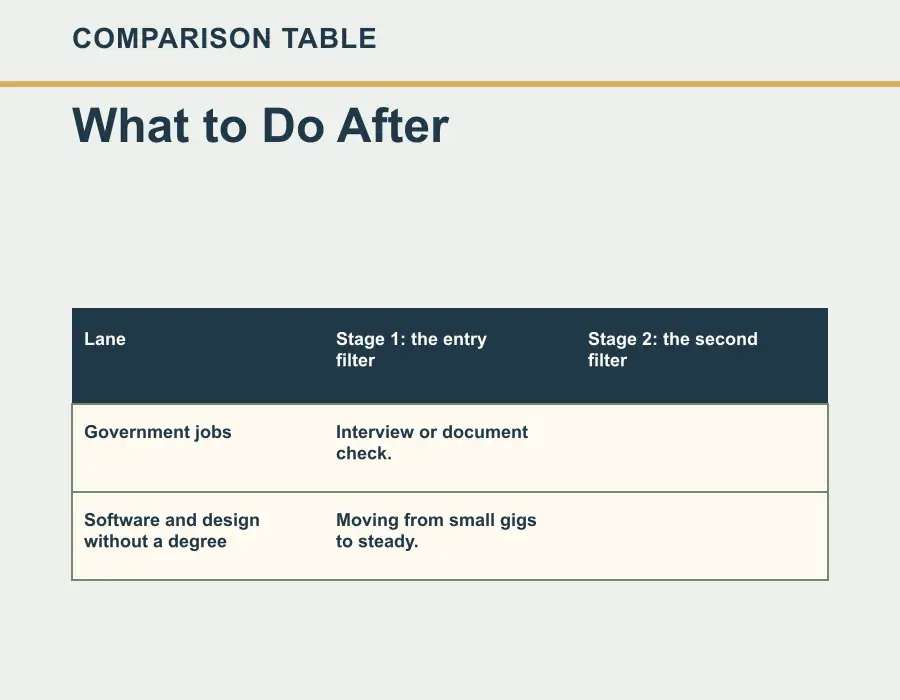 COMPARISON TABLE
What to Do After
Lane
Stage 1: the entry
filter
Stage 2: the second
filter
Government jobs
Interview or document
check.
Software and design
without a degree
Moving from small gigs
to steady.